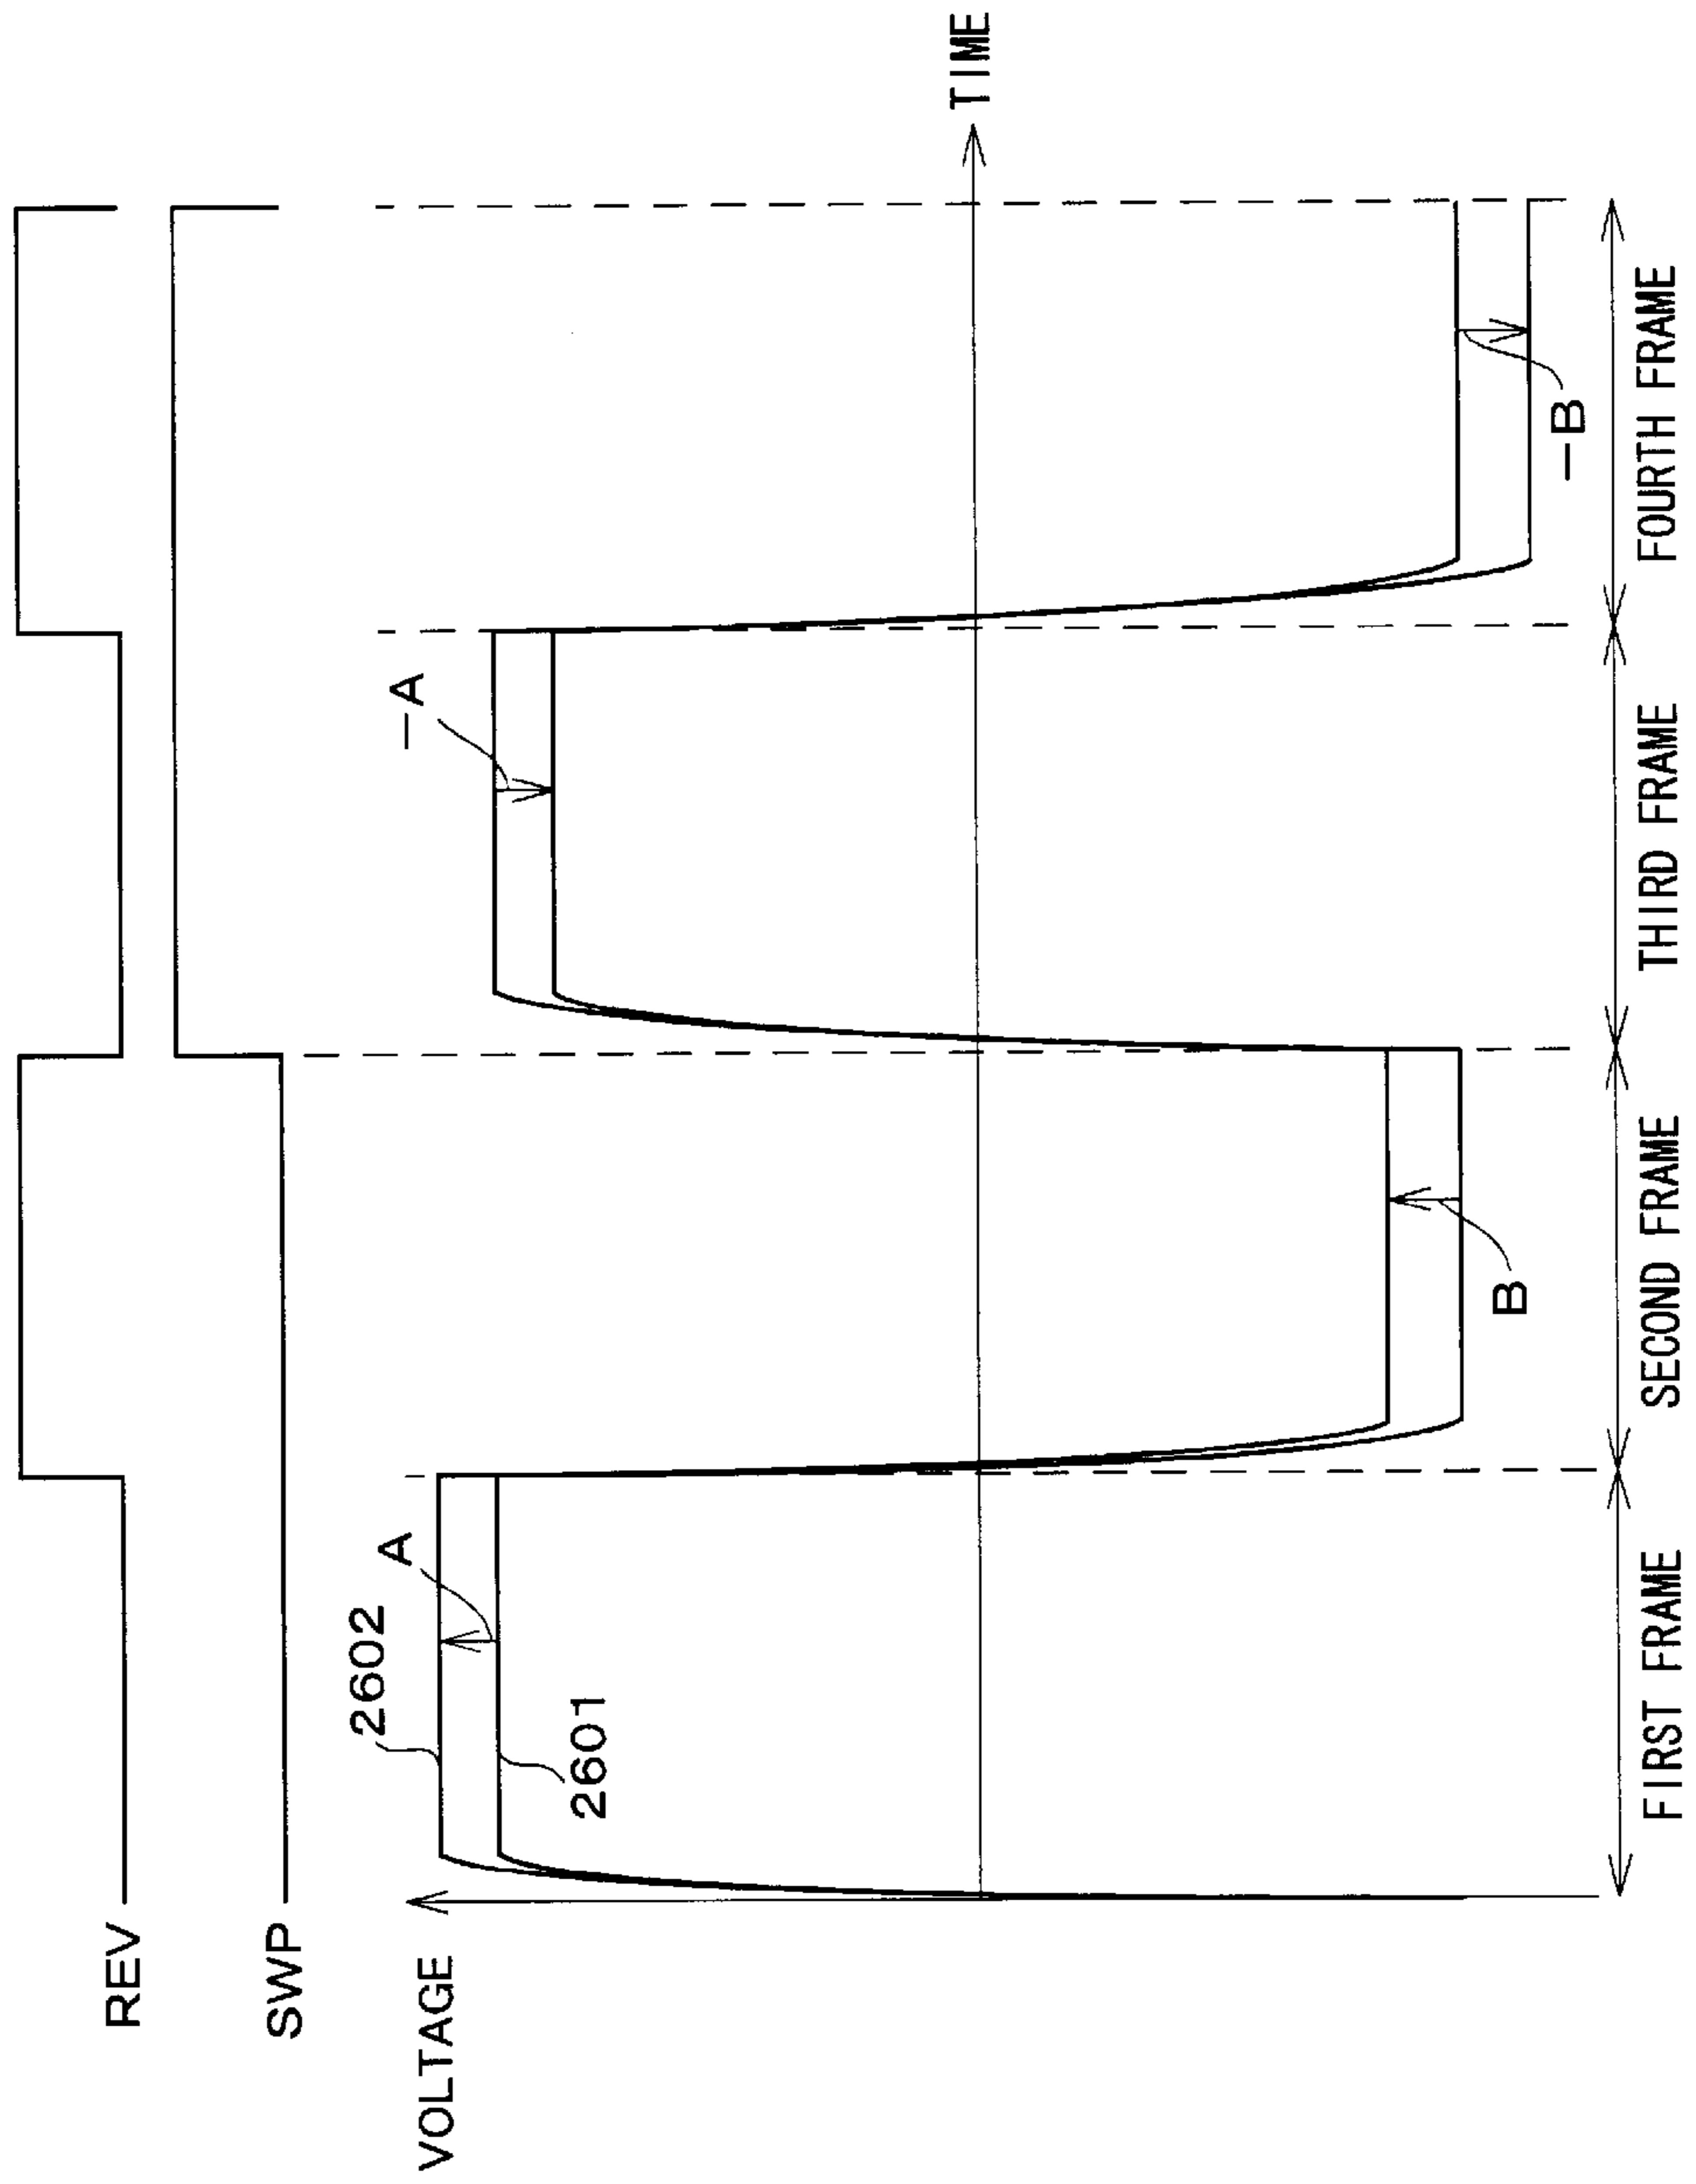 REV
SWP
VOLTAGE
2602
A
2601
B
—A
—B
TIME
FIRST FRAME
SECOND FRAME
THIRD FRAME
FOURTH FRAME